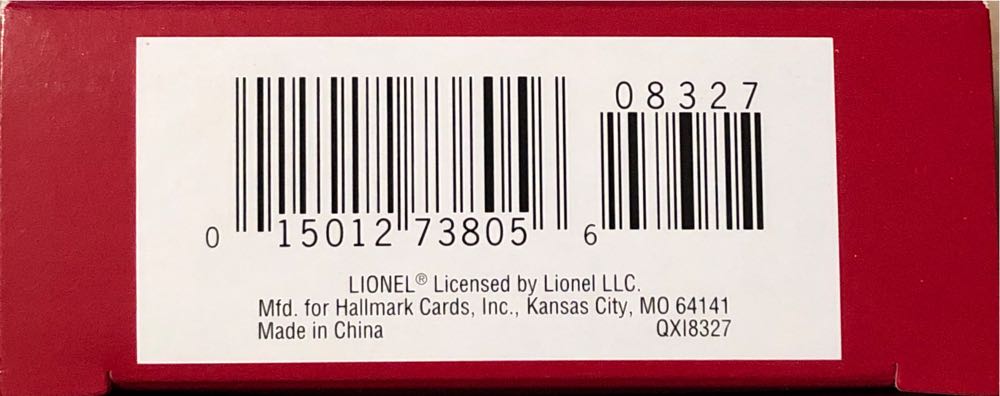 08327
0 15012 73805 6
LIONEL® Licensed by Lionel LLC.
Mfd. for Hallmark Cards, Inc., Kansas City, MO 64141
Made in China QXI8327